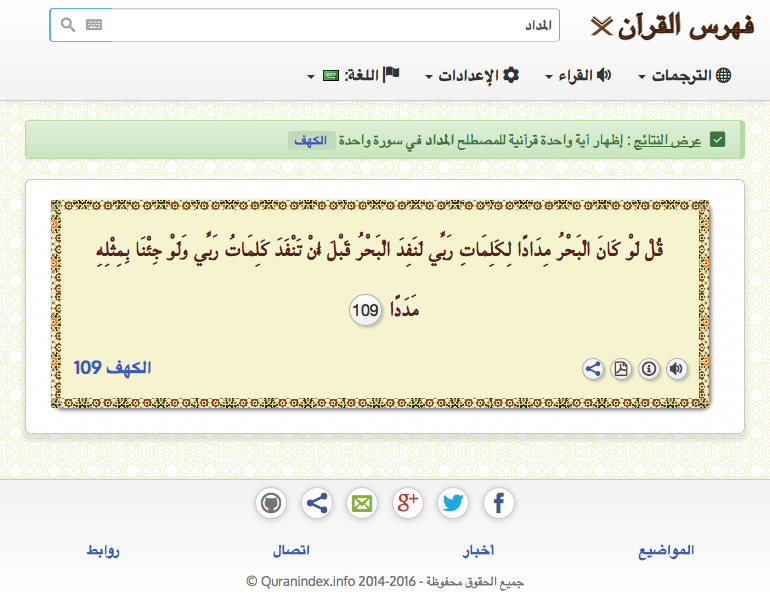 فهرس القرآن
المداد
الترجمات
القراء
الإعدادات
اللغة:
عرض النتائج : إظهار آية واحدة قرآنية للمصطلح المداد في سورة واحدة الكهف
قُلْ لَوْ كَانَ الْبَحْرُ مِدَادًا لِكَلِمَاتِ رَبِّي لَنَفِدَ الْبَحْرُ قَبْلَ أَنْ تَنْفَدَ كَلِمَاتُ رَبِّي وَلَوْ جِئْنَا بِمِثْلِهِ
مَدَدًا 109
الكهف 109
المواضيع
أخبار
اتصال
روابط
جميع الحقوق محفوظة - Quranindex.info 2014-2016 ©